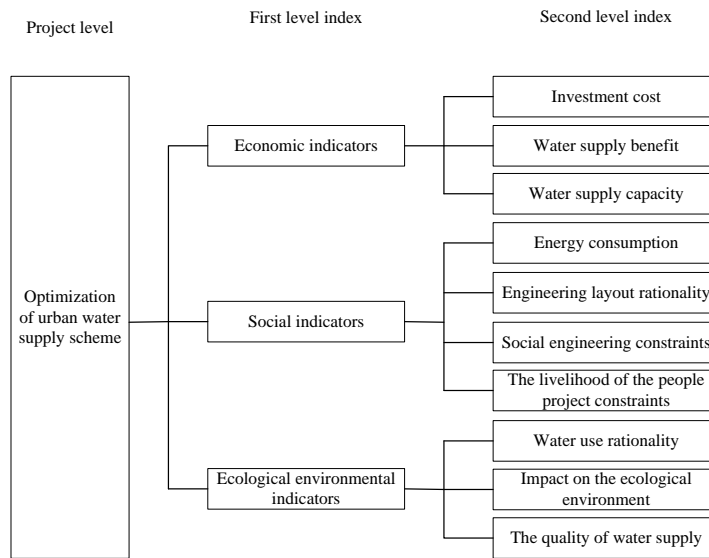 Project level
First level index
Second level index
Optimization
of urban water
supply scheme
Economic indicators
Investment cost
Water supply benefit
Water supply capacity
Social indicators
Energy consumption
Engineering layout rationality
Social engineering constraints
The livelihood of the people
project constraints
Ecological environmental
indicators
Water use rationality
Impact on the ecological
environment
The quality of water supply